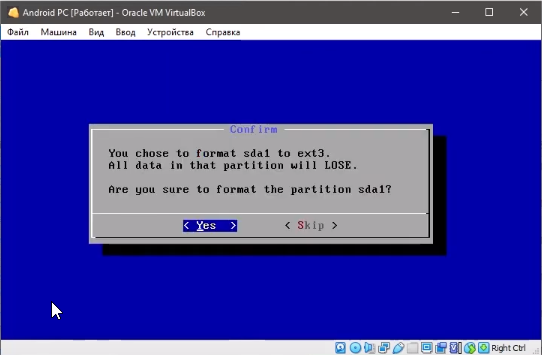 Android PC [Работает] - Oracle VM VirtualBox
Файл Машина Вид Ввод Устройства Справка
Confirm
You chose to format sda1 to ext3.
All data in that partition will LOSE.
Are you sure to format the partition sda1?
< Yes > < Skip >
Right Ctrl